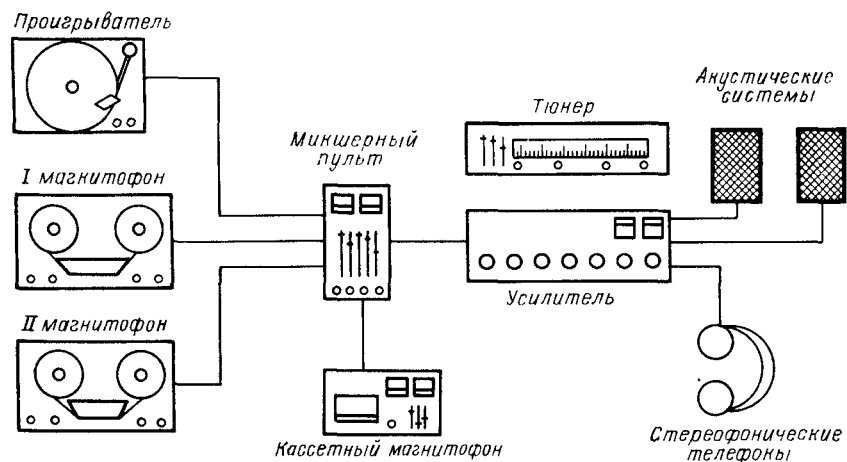 Проигрыватель
Акустические
системы
Тюнер
Микшерный
пульт
I магнитофон
Усилитель
II магнитофон
Стереофонические
телефоны
Кассетный магнитофон